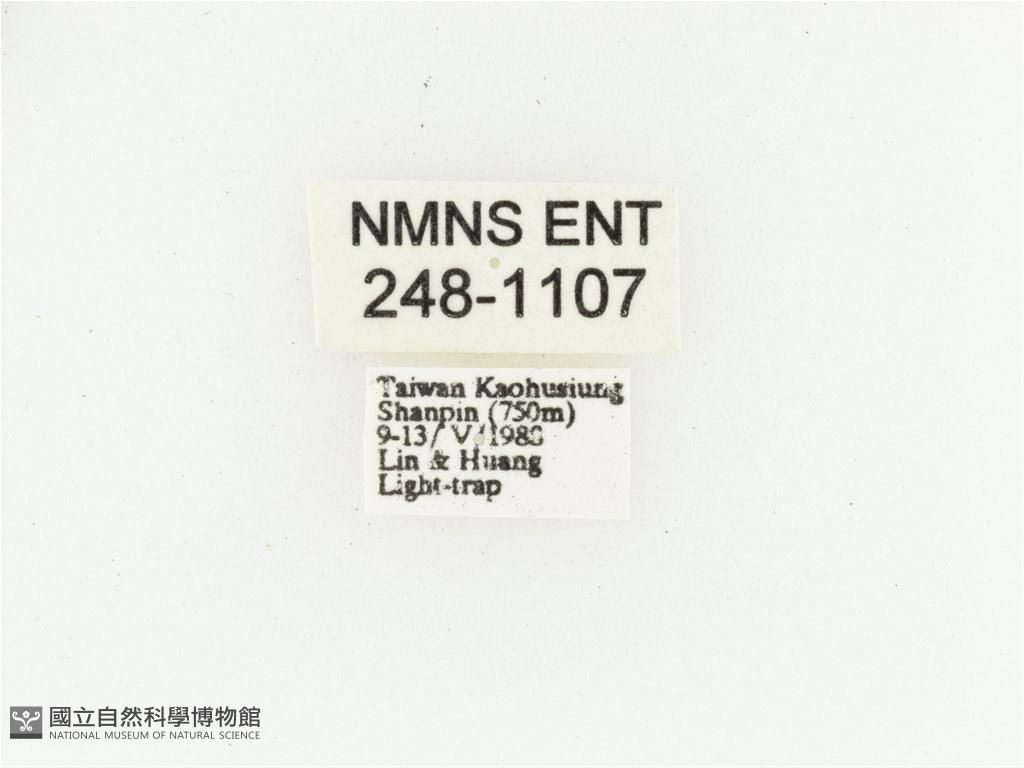 NMNS ENT
248-1107
Taiwan Kaohusiung
Shanpin (750m)
9-13/ V/1988
Lin & Huang
Light-trap
國立自然科學博物館
NATIONAL MUSEUM OF NATURAL SCIENCE